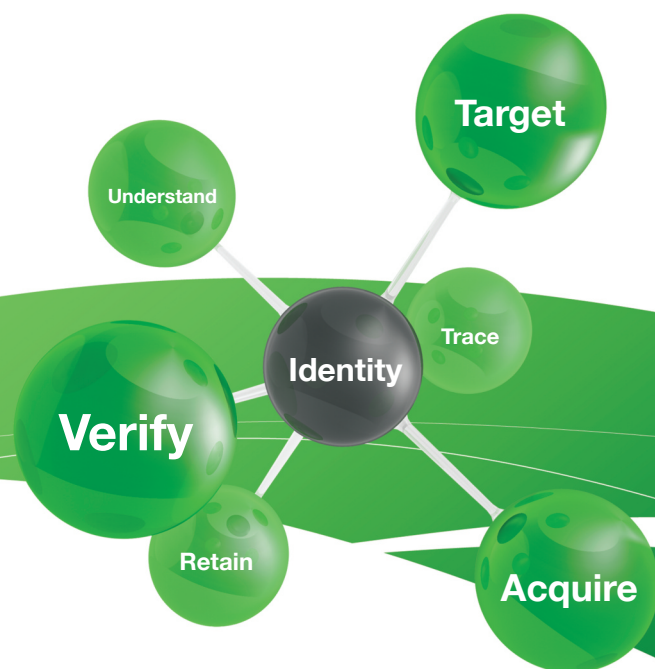 Target
Understand
Trace
Identity
Verify
Retain
Acquire